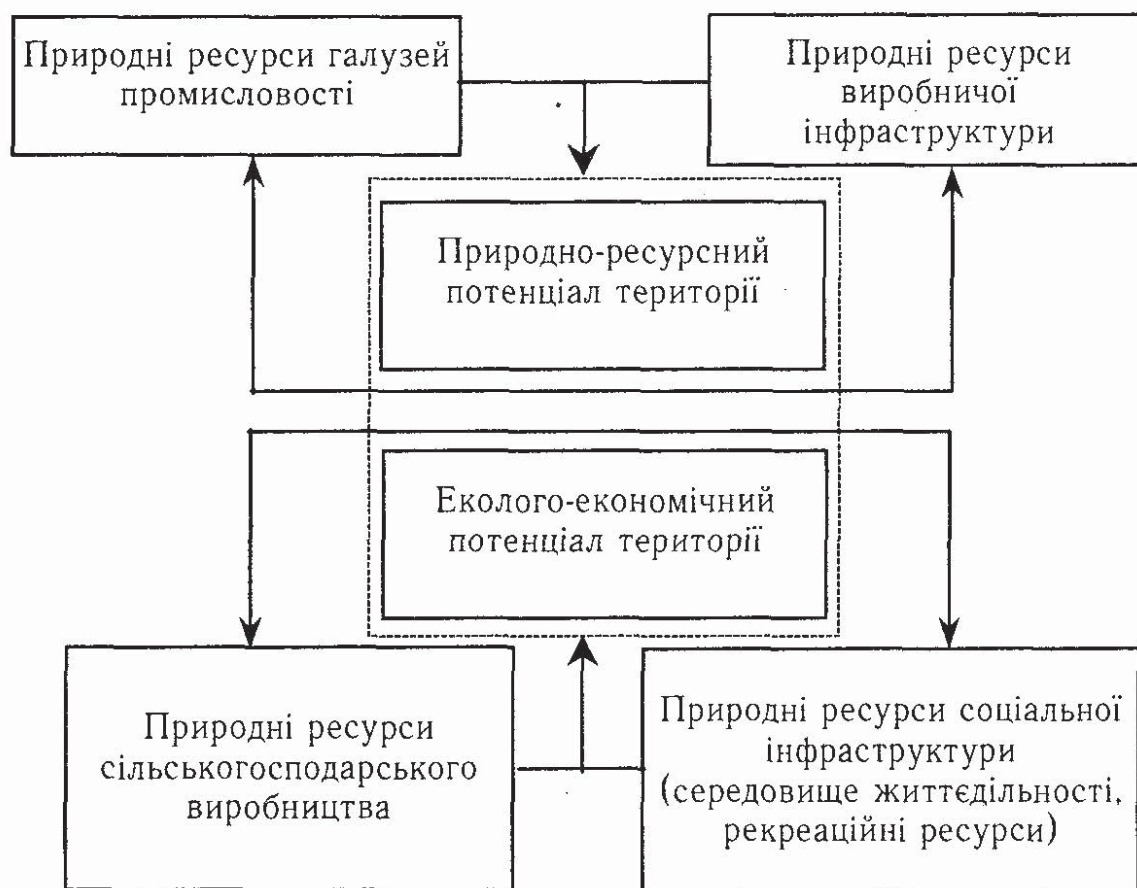 Природні ресурси галузей
промисловості
Природні ресурси
виробничої
інфраструктури
Природно-ресурсний
потенціал території
Еколого-економічний
потенціал території
Природні ресурси
сільськогосподарського
виробництва
Природні ресурси соціальної
інфраструктури
(середовище життєдільності,
рекреаційні ресурси)